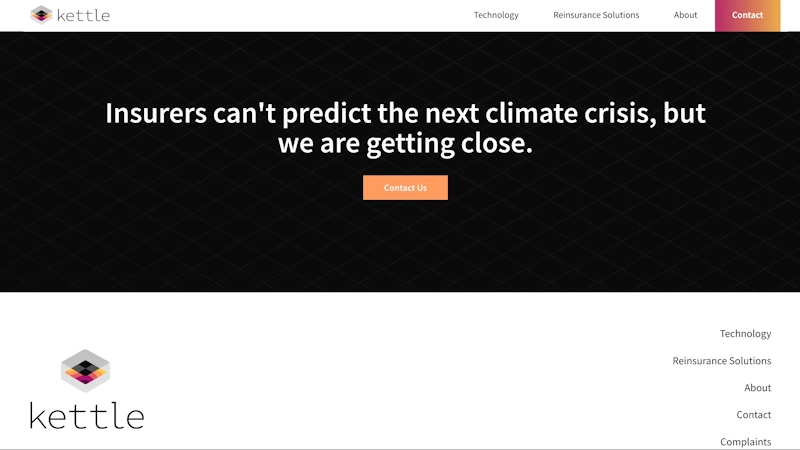 kettle
Technology
Reinsurance Solutions
About
Contact
Insurers can't predict the next climate crisis, but
we are getting close.
Contact Us
kettle
Technology
Reinsurance Solutions
About
Contact
Complaints